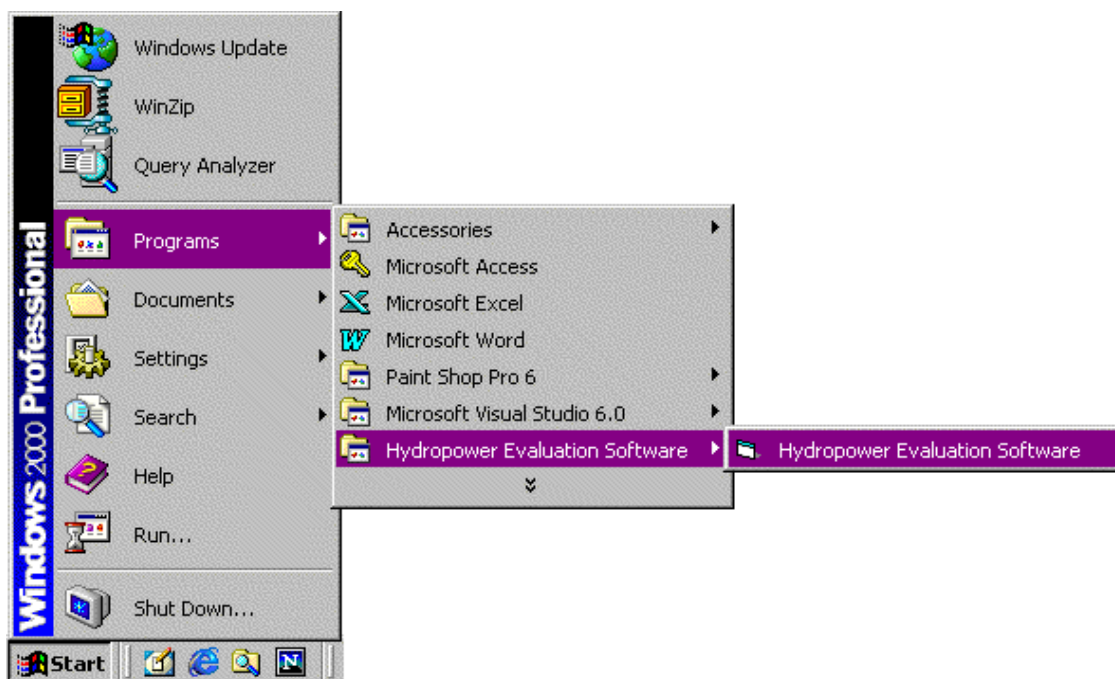 Windows Update
WinZip
Query Analyzer
Programs
Documents
Settings
Search
Help
Run...
Shut Down...
Windows 2000 Professional
Accessories
Microsoft Access
Microsoft Excel
Microsoft Word
Paint Shop Pro 6
Microsoft Visual Studio 6.0
Hydropower Evaluation Software
Hydropower Evaluation Software
Start
N